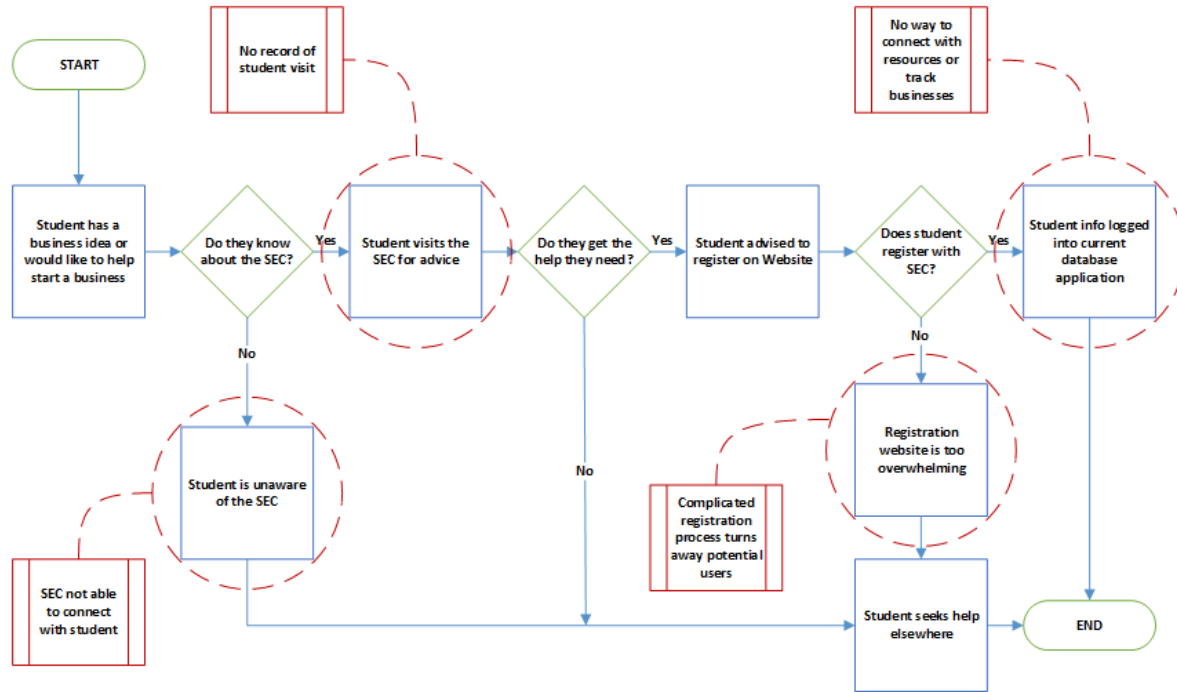 START
No record of
student visit
No way to
connect with
resources or
track
businesses
Student has a
business idea or
would like to help
start a business
Do they know
about the SEC?
Yes
Student visits the
SEC for advice
Do they get the
help they need?
Yes
Student advised to
register on Website
Does student
register with
SEC?
Yes
Student info logged
into current
database
application
No
No
No
Student is unaware
of the SEC
Registration
website is too
overwhelming
SEC not able
to connect
with student
Complicated
registration
process turns
away potential
users
Student seeks help
elsewhere
END